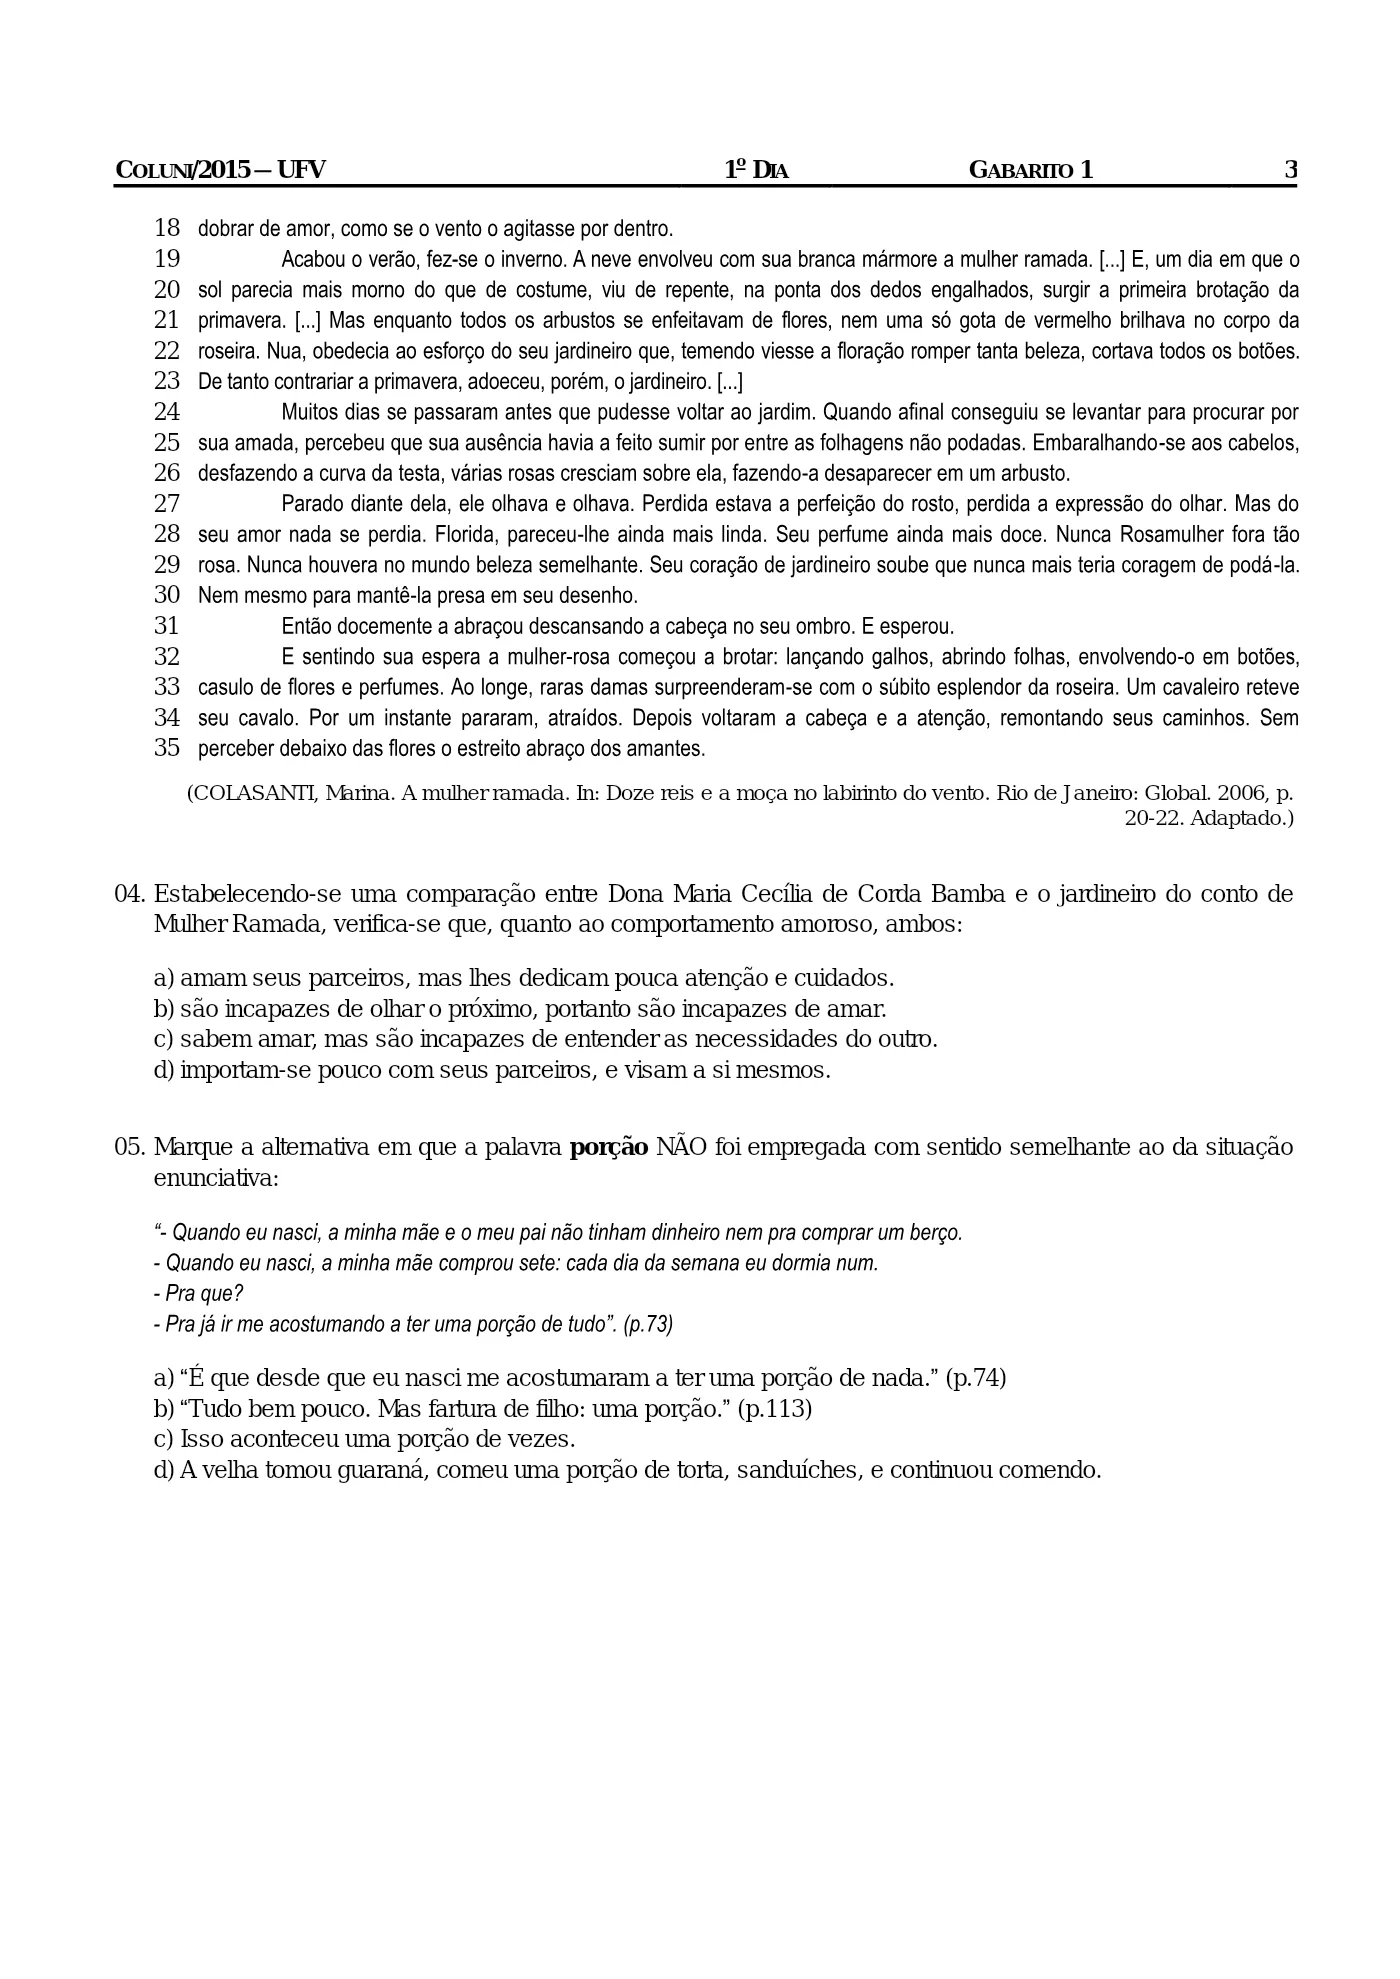 COLUNI/2015 — UFV 1º DIA GABARITO 1 3
18 dobrar de amor, como se o vento o agitasse por dentro.
19 Acabou o verão, fez-se o inverno. A neve envolveu com sua branca mármore a mulher ramada. [...] E, um dia em que o
20 sol parecia mais morno do que de costume, viu de repente, na ponta dos dedos engalhados, surgir a primeira brotação da
21 primavera. [...] Mas enquanto todos os arbustos se enfeitavam de flores, nem uma só gota de vermelho brilhava no corpo da
22 roseira. Nua, obedecia ao esforço do seu jardineiro que, temendo viesse a floração romper tanta beleza, cortava todos os botões.
23 De tanto contrariar a primavera, adoeceu, porém, o jardineiro. [...]
24 Muitos dias se passaram antes que pudesse voltar ao jardim. Quando afinal conseguiu se levantar para procurar por
25 sua amada, percebeu que sua ausência havia a feito sumir por entre as folhagens não podadas. Embaralhando-se aos cabelos,
26 desfazendo a curva da testa, várias rosas cresciam sobre ela, fazendo-a desaparecer em um arbusto.
27 Parado diante dela, ele olhava e olhava. Perdida estava a perfeição do rosto, perdida a expressão do olhar. Mas do
28 seu amor nada se perdia. Florida, pareceu-lhe ainda mais linda. Seu perfume ainda mais doce. Nunca Rosamulher fora tão
29 rosa. Nunca houvera no mundo beleza semelhante. Seu coração de jardineiro soube que nunca mais teria coragem de podá-la.
30 Nem mesmo para mantê-la presa em seu desenho.
31 Então docemente a abraçou descansando a cabeça no seu ombro. E esperou.
32 E sentindo sua espera a mulher-rosa começou a brotar: lançando galhos, abrindo folhas, envolvendo-o em botões,
33 casulo de flores e perfumes. Ao longe, raras damas surpreenderam-se com o súbito esplendor da roseira. Um cavaleiro reteve
34 seu cavalo. Por um instante pararam, atraídos. Depois voltaram a cabeça e a atenção, remontando seus caminhos. Sem
35 perceber debaixo das flores o estreito abraço dos amantes.
(COLASANTI, Marina. A mulher ramada. In: Doze reis e a moça no labirinto do vento. Rio de Janeiro: Global. 2006, p.
20-22. Adaptado.)
04. Estabelecendo-se uma comparação entre Dona Maria Cecília de Corda Bamba e o jardineiro do conto de
Mulher Ramada, verifica-se que, quanto ao comportamento amoroso, ambos:
a) amam seus parceiros, mas lhes dedicam pouca atenção e cuidados.
b) são incapazes de olhar o próximo, portanto são incapazes de amar.
c) sabem amar, mas são incapazes de entender as necessidades do outro.
d) importam-se pouco com seus parceiros, e visam a si mesmos.
05. Marque a alternativa em que a palavra porção NÃO foi empregada com sentido semelhante ao da situação
enunciativa:
“- Quando eu nasci, a minha mãe e o meu pai não tinham dinheiro nem pra comprar um berço.
- Quando eu nasci, a minha mãe comprou sete: cada dia da semana eu dormia num.
- Pra que?
- Pra já ir me acostumando a ter uma porção de tudo”. (p.73)
a) “É que desde que eu nasci me acostumaram a ter uma porção de nada.” (p.74)
b) “Tudo bem pouco. Mas fartura de filho: uma porção.” (p.113)
c) Isso aconteceu uma porção de vezes.
d) A velha tomou guaraná, comeu uma porção de torta, sanduíches, e continuou comendo.